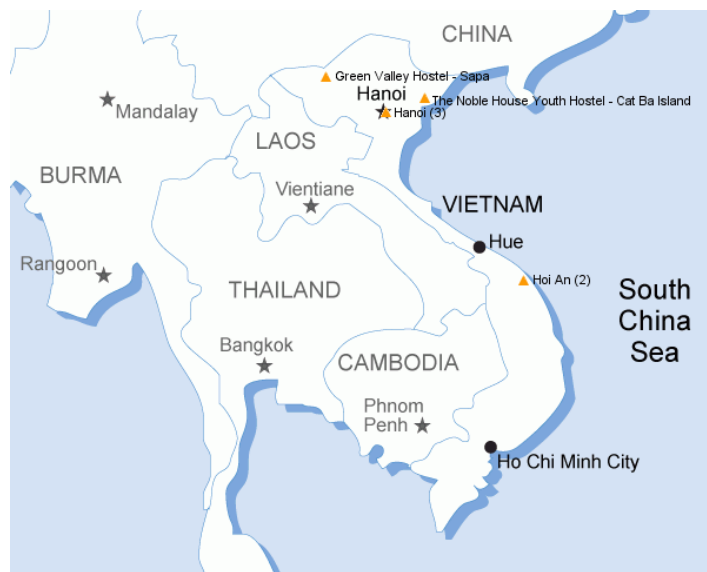 CHINA
Green Valley Hostel - Sapa
Hanoi
The Noble House Youth Hostel - Cat Ba Island
Hanoi (3)
Mandalay
LAOS
BURMA
Vientiane
VIETNAM
Hue
Rangoon
Hoi An (2)
THAILAND
South
China
Sea
Bangkok
CAMBODIA
Phnom
Penh
Ho Chi Minh City